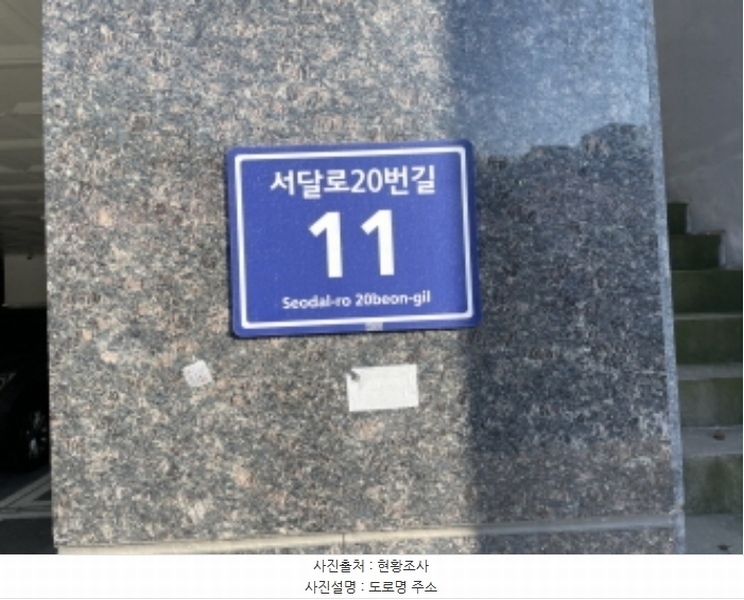 서달로20번길
11
Seodal-ro 20beon-gil
사진출처 : 현황조사
사진설명 : 도로명 주소